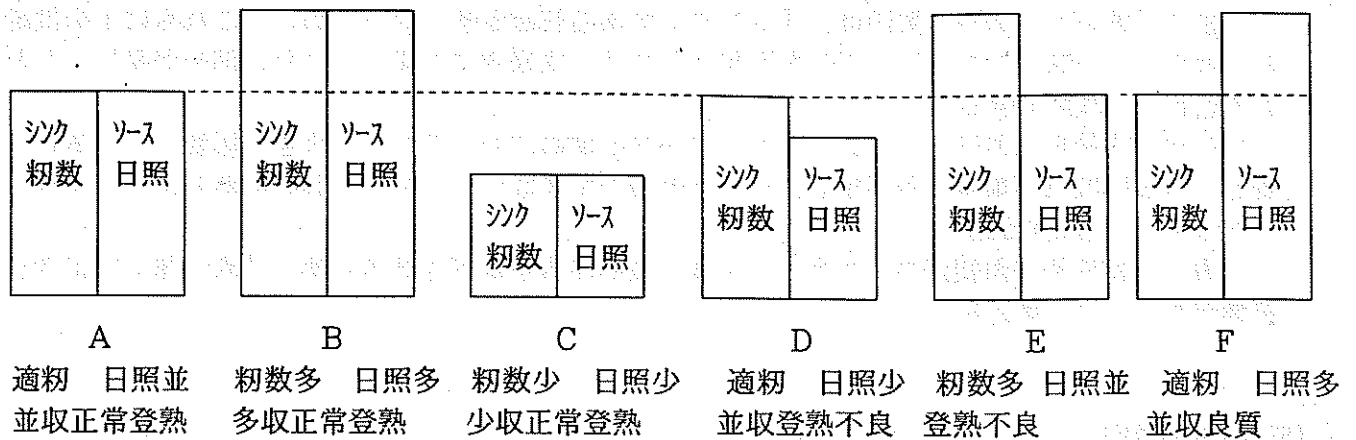 シンク ソース シンク ソース シンク ソース シンク ソース シンク ソース シンク ソース
籾数 日照 籾数 日照 籾数 日照 籾数 日照 籾数 日照 籾数 日照
A B C D E F
適籾 日照並 籾数多 日照多 籾数少 日照少 適籾 日照少 籾数多 日照並 適籾 日照多
並収正常登熟 多収正常登熟 少収正常登熟 並収登熟不良 登熟不良 並収良質